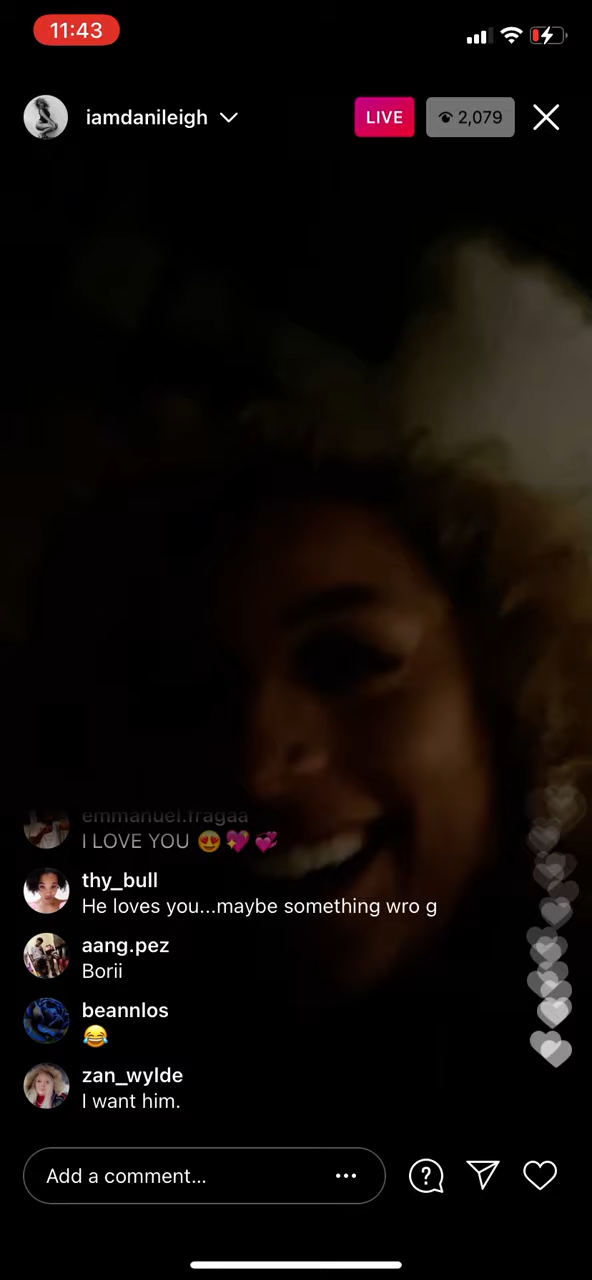 11:43
iamdanileigh
LIVE
2,079
emmanuel.fragaa
I LOVE YOU 😍💖💞
thy_bull
He loves you...maybe something wro g
aang.pez
Borii
beannlos
😂
zan_wylde
I want him.
Add a comment...